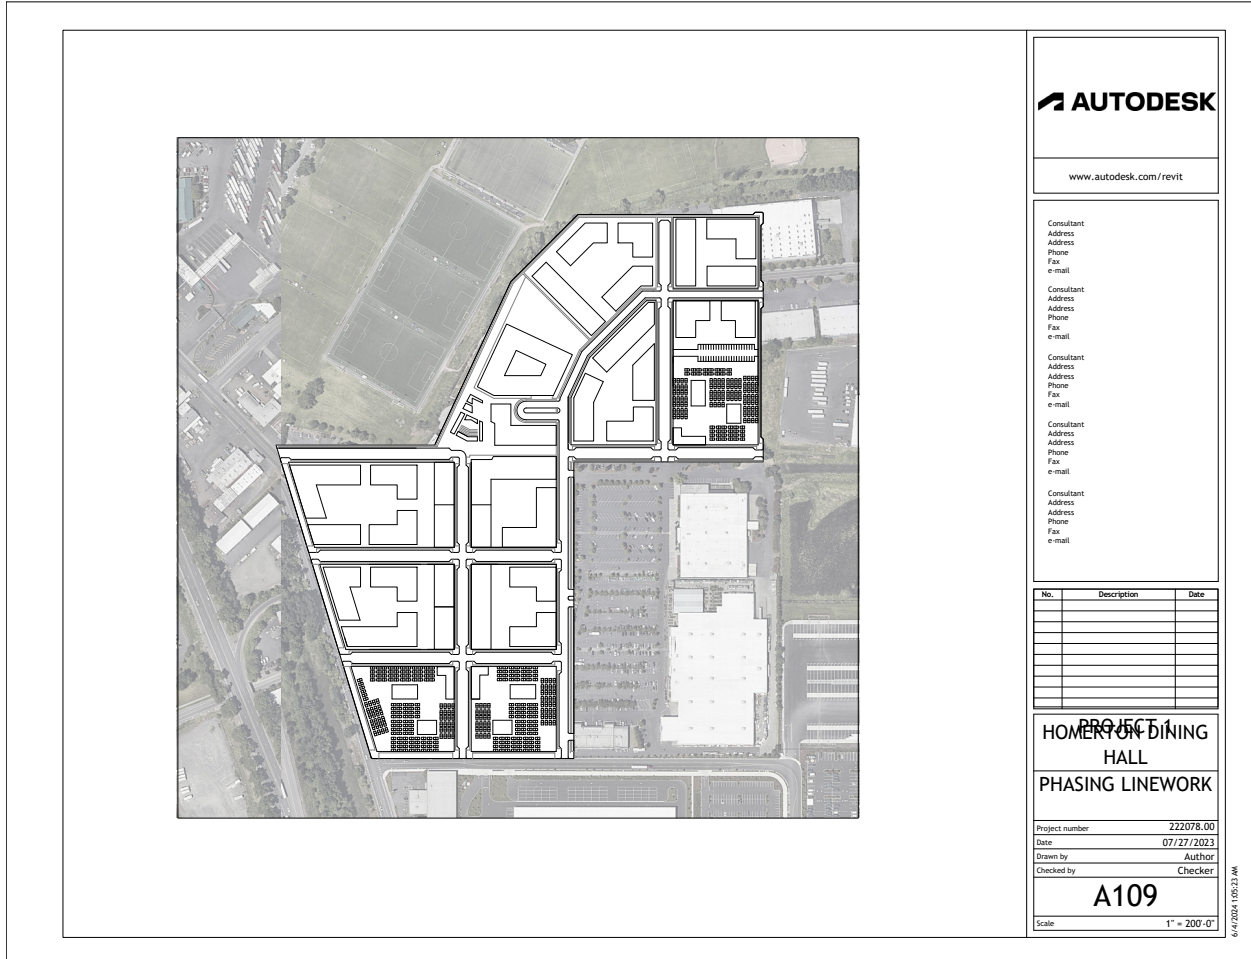 AUTODESK
www.autodesk.com/revit
Consultant
Address
Address
Phone
Fax
e-mail
Consultant
Address
Address
Phone
Fax
e-mail
Consultant
Address
Address
Phone
Fax
e-mail
Consultant
Address
Address
Phone
Fax
e-mail
Consultant
Address
Address
Phone
Fax
e-mail
No. Description Date
PROJECT 1
HOMERTON DINING
HALL
PHASING LINEWORK
Project number 222078.00
Date 07/27/2023
Drawn by Author
Checked by Checker
A109
Scale 1" = 200'-0"
6/4/2024 1:05:23 AM